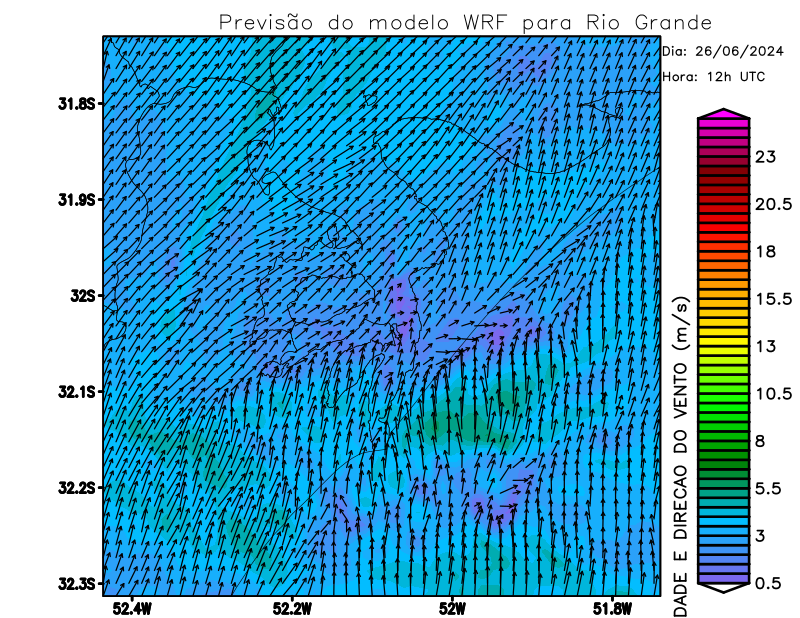 Previsão do modelo WRF para Rio Grande
Dia: 26/06/2024
Hora: 12h UTC
31.8S
31.9S
32S
32.1S
32.2S
32.3S
52.4W
52.2W
52W
51.8W
23
20.5
18
15.5
13
10.5
8
5.5
3
0.5
DADE E DIRECAO DO VENTO (m/s)